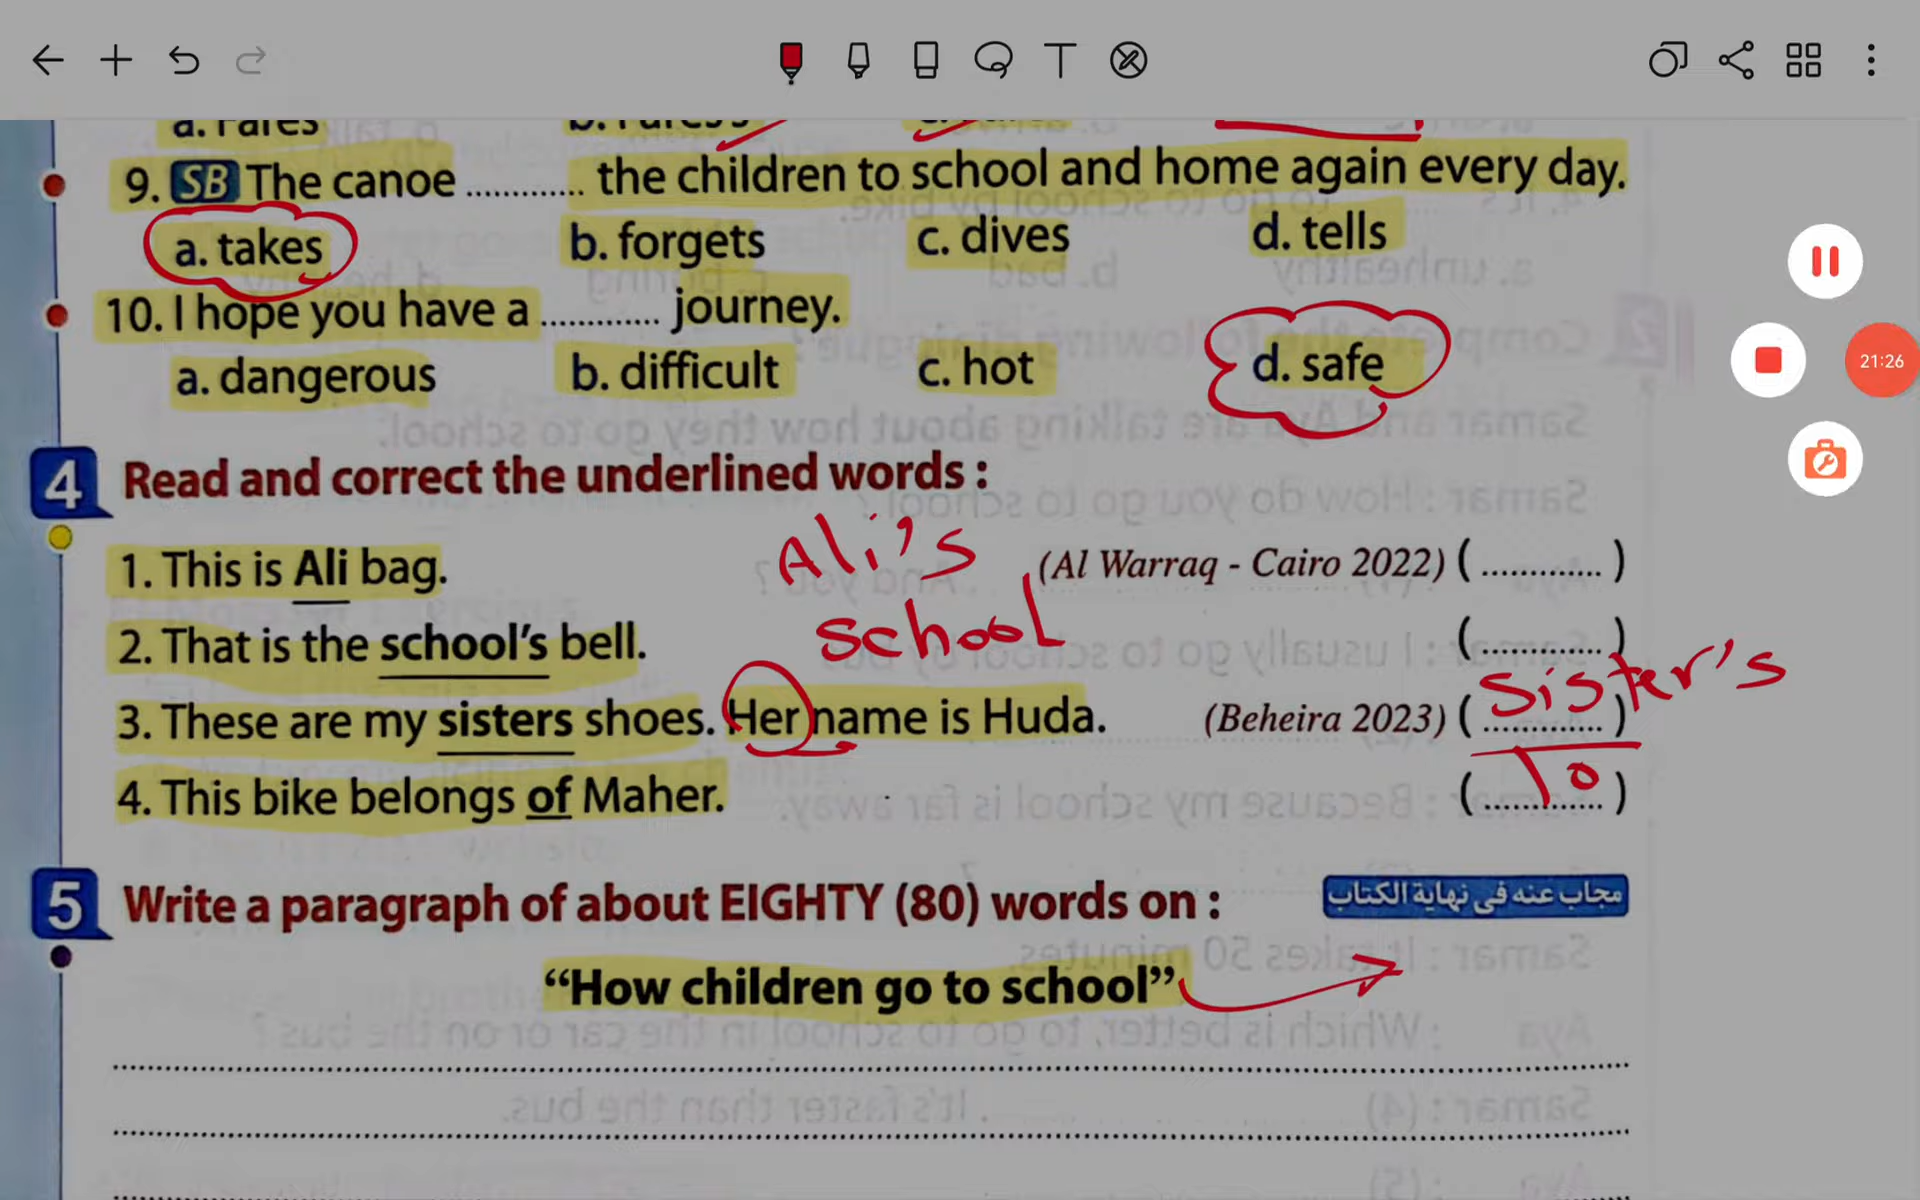 9. SB The canoe ............ the children to school and home again every day.
a. takes b. forgets c. dives d. tells
10. I hope you have a ............ journey.
a. dangerous b. difficult c. hot d. safe
21:26
4 Read and correct the underlined words :
1. This is Ali bag. Ali's (Al Warraq - Cairo 2022) (............)
2. That is the school's bell. school (............)
3. These are my sisters shoes. Her name is Huda. (Beheira 2023) (............) Sister's
4. This bike belongs of Maher. (............) To
5 Write a paragraph of about EIGHTY (80) words on : مجاب عنه فى نهاية الكتاب
“How children go to school”